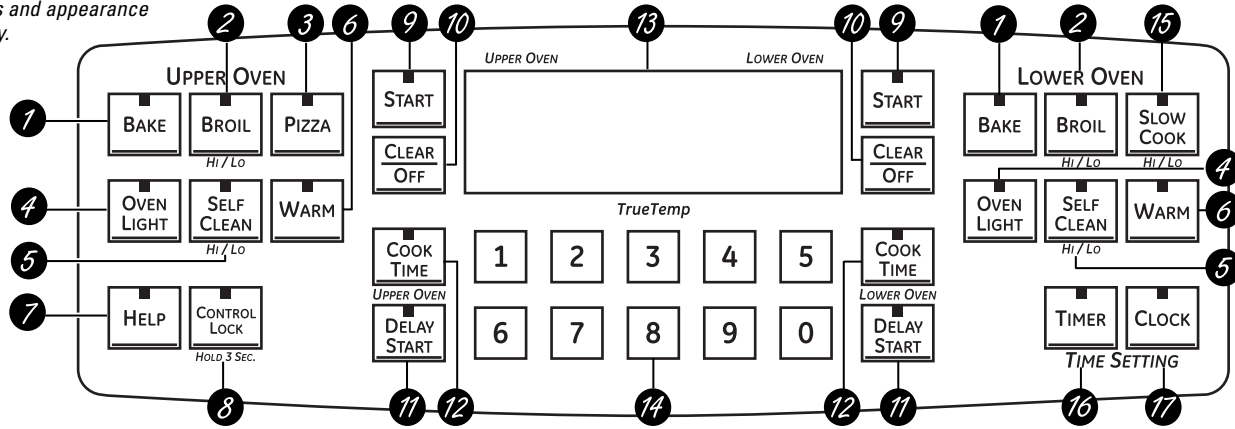 s and appearance
y.
2 3 6 9 10 13 10 9 1 2 15
UPPER OVEN LOWER OVEN
UPPER OVEN
LOWER OVEN
1
BAKE
BROIL
HI / LO
PIZZA
START
START
BAKE
BROIL
HI / LO
SLOW
COOK
HI / LO
CLEAR
OFF
CLEAR
OFF
4
4
OVEN
LIGHT
SELF
CLEAN
HI / LO
WARM
TrueTemp
OVEN
LIGHT
SELF
CLEAN
HI / LO
WARM
6
5
5
COOK
TIME
UPPER OVEN
1 2 3 4 5
COOK
TIME
LOWER OVEN
7
HELP
CONTROL
LOCK
HOLD 3 SEC.
DELAY
START
6 7 8 9 0
DELAY
START
TIMER
CLOCK
TIME SETTING
8 11 12 14 12 11 16 17